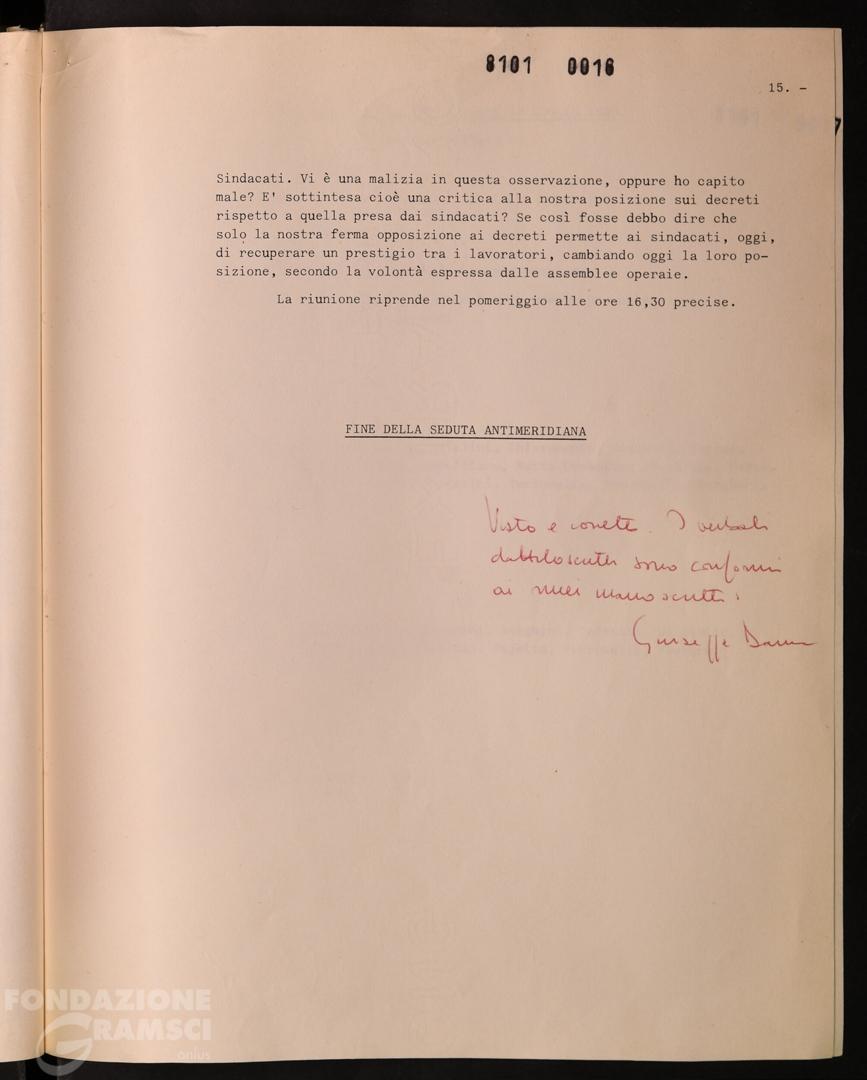 8101 0016
15. -
Sindacati. Vi è una malizia in questa osservazione, oppure ho capito
male? E' sottintesa cioè una critica alla nostra posizione sui decreti
rispetto a quella presa dai sindacati? Se così fosse debbo dire che
solo la nostra ferma opposizione ai decreti permette ai sindacati, oggi,
di recuperare un prestigio tra i lavoratori, cambiando oggi la loro po-
sizione, secondo la volontà espressa dalle assemblee operaie.
La riunione riprende nel pomeriggio alle ore 16,30 precise.
FINE DELLA SEDUTA ANTIMERIDIANA
Visto e corretto. I verbali
dattiloscritti sono conformi
ai miei manoscritti.
Giuseppe
FONDAZIONE
GRAMSCI
onlus